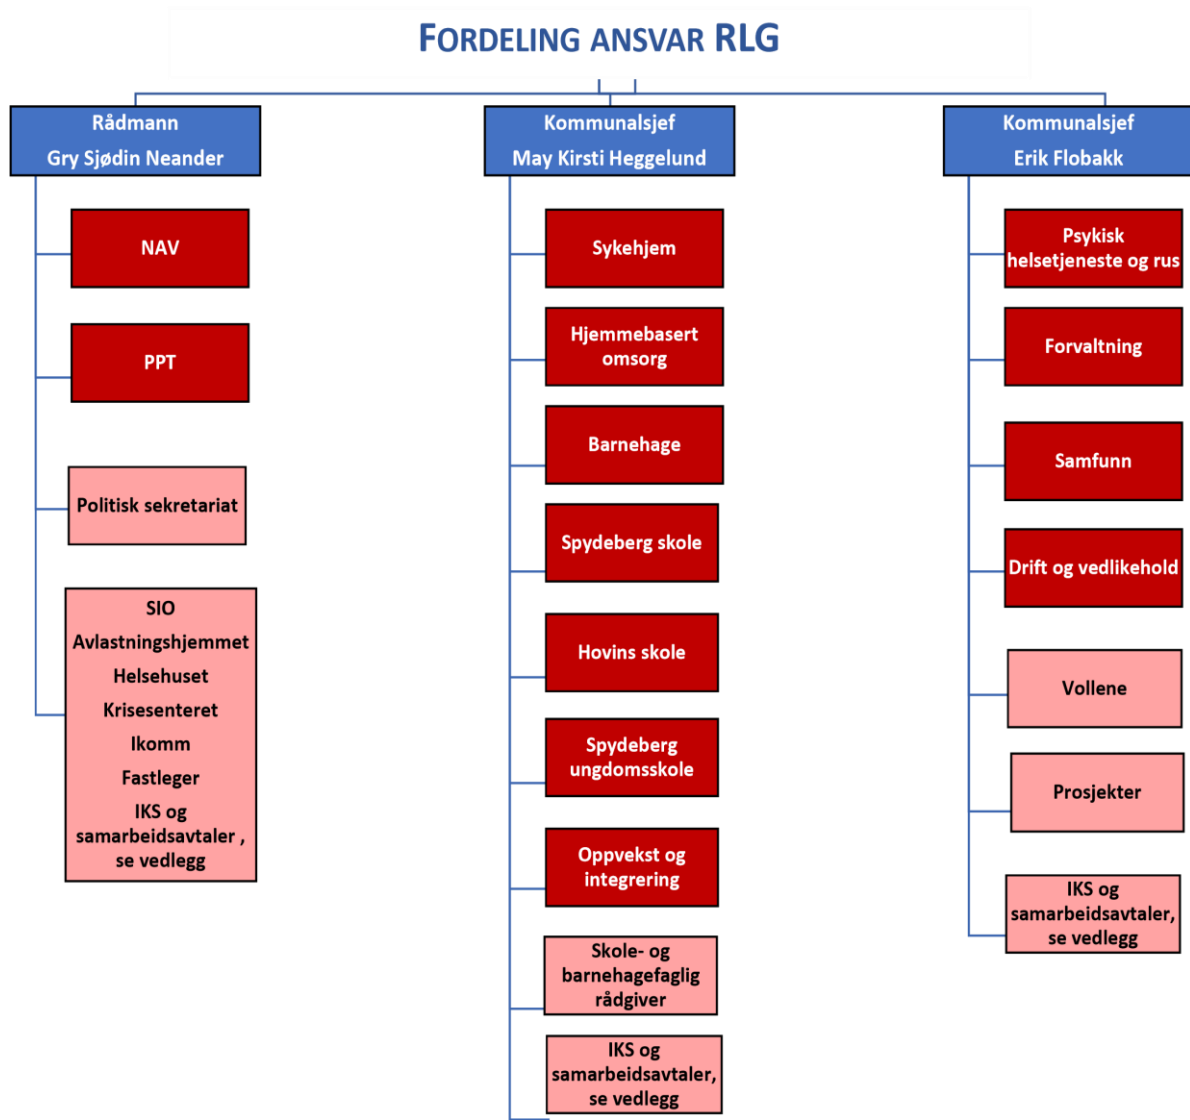 FORDELING ANSVAR RLG
Rådmann
Gry Sjødin Neander
NAV
PPT
Politisk sekretariat
SIO
Avlastningshjemmet
Helsehuset
Krisesenteret
Ikomm
Fastleger
IKS og
samarbeidsavtaler ,
se vedlegg
Kommunalsjef
May Kirsti Heggelund
Sykehjem
Hjemmebasert
omsorg
Barnehage
Spydeberg skole
Hovins skole
Spydeberg
ungdomsskole
Oppvekst og
integrering
Skole- og
barnehagefaglig
rådgiver
IKS og
samarbeidsavtaler,
se vedlegg
Kommunalsjef
Erik Flobakk
Psykisk
helsetjeneste og rus
Forvaltning
Samfunn
Drift og vedlikehold
Vollene
Prosjekter
IKS og
samarbeidsavtaler,
se vedlegg